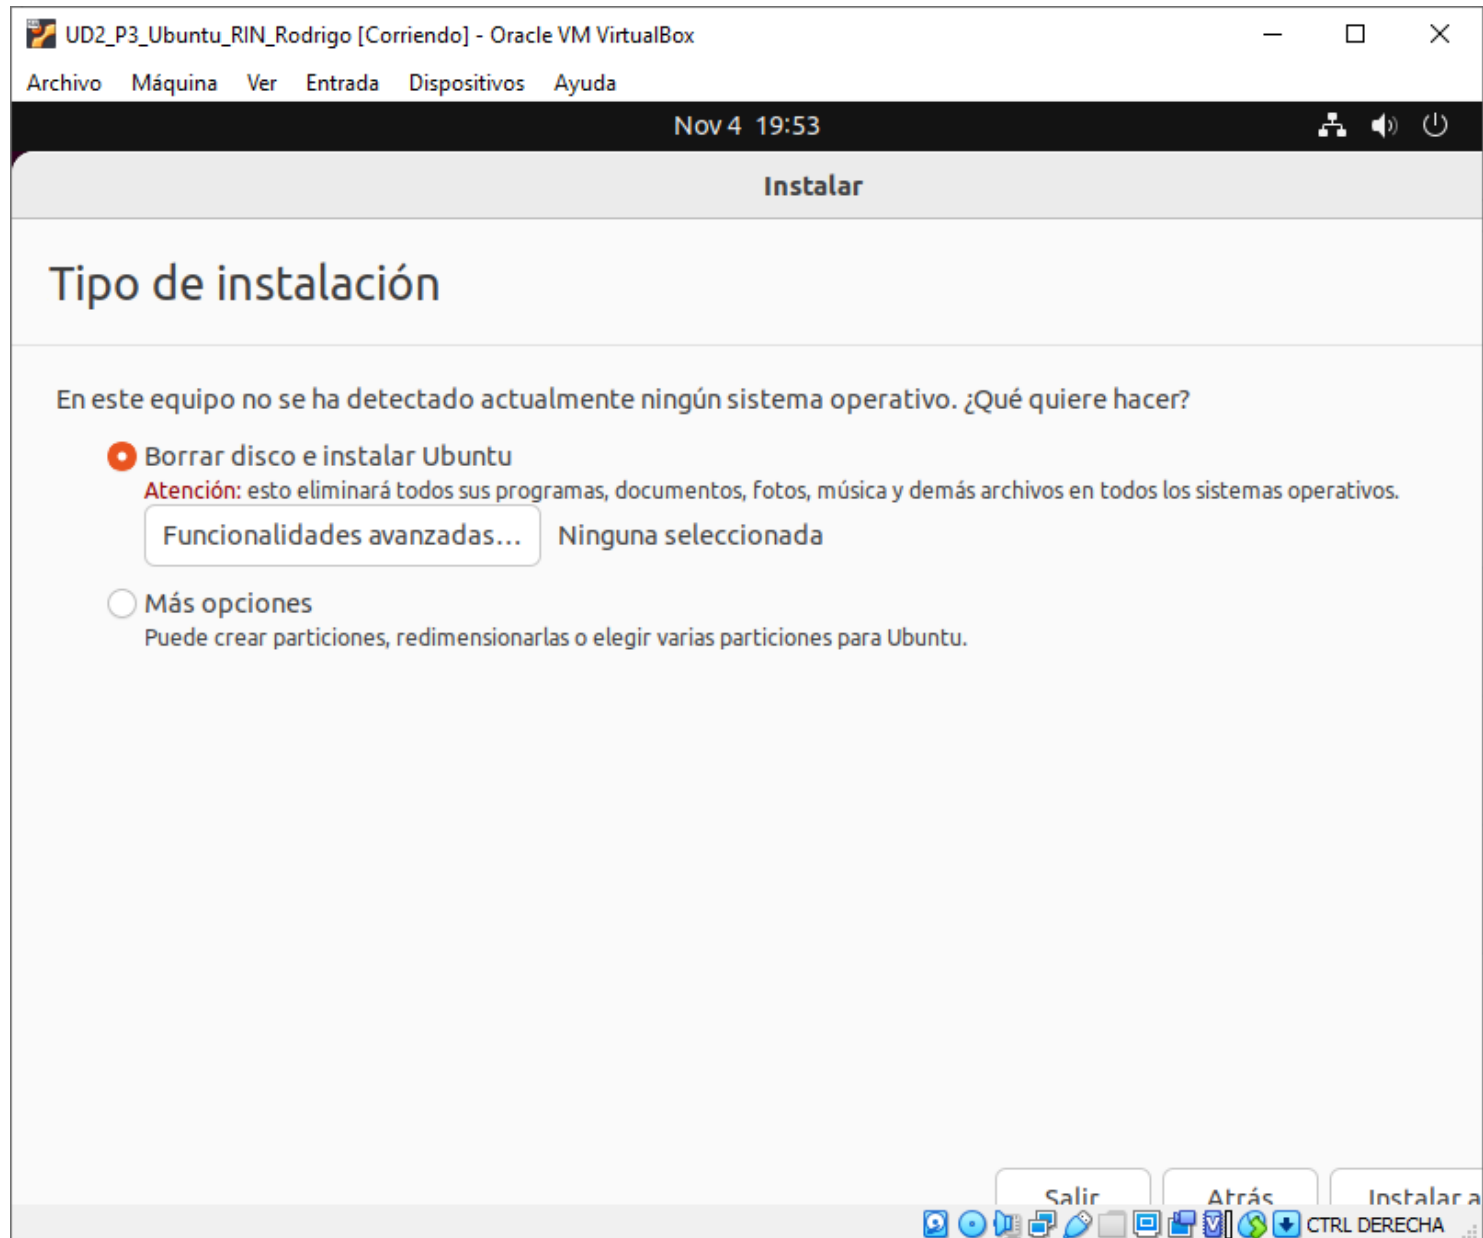 UD2_P3_Ubuntu_RIN_Rodrigo [Corriendo] - Oracle VM VirtualBox
Archivo Máquina Ver Entrada Dispositivos Ayuda
Nov 4 19:53
Instalar
Tipo de instalación
En este equipo no se ha detectado actualmente ningún sistema operativo. ¿Qué quiere hacer?
Borrar disco e instalar Ubuntu
Atención: esto eliminará todos sus programas, documentos, fotos, música y demás archivos en todos los sistemas operativos.
Funcionalidades avanzadas... Ninguna seleccionada
Más opciones
Puede crear particiones, redimensionarlas o elegir varias particiones para Ubuntu.
Salir Atrás Instalar a
CTRL DERECHA